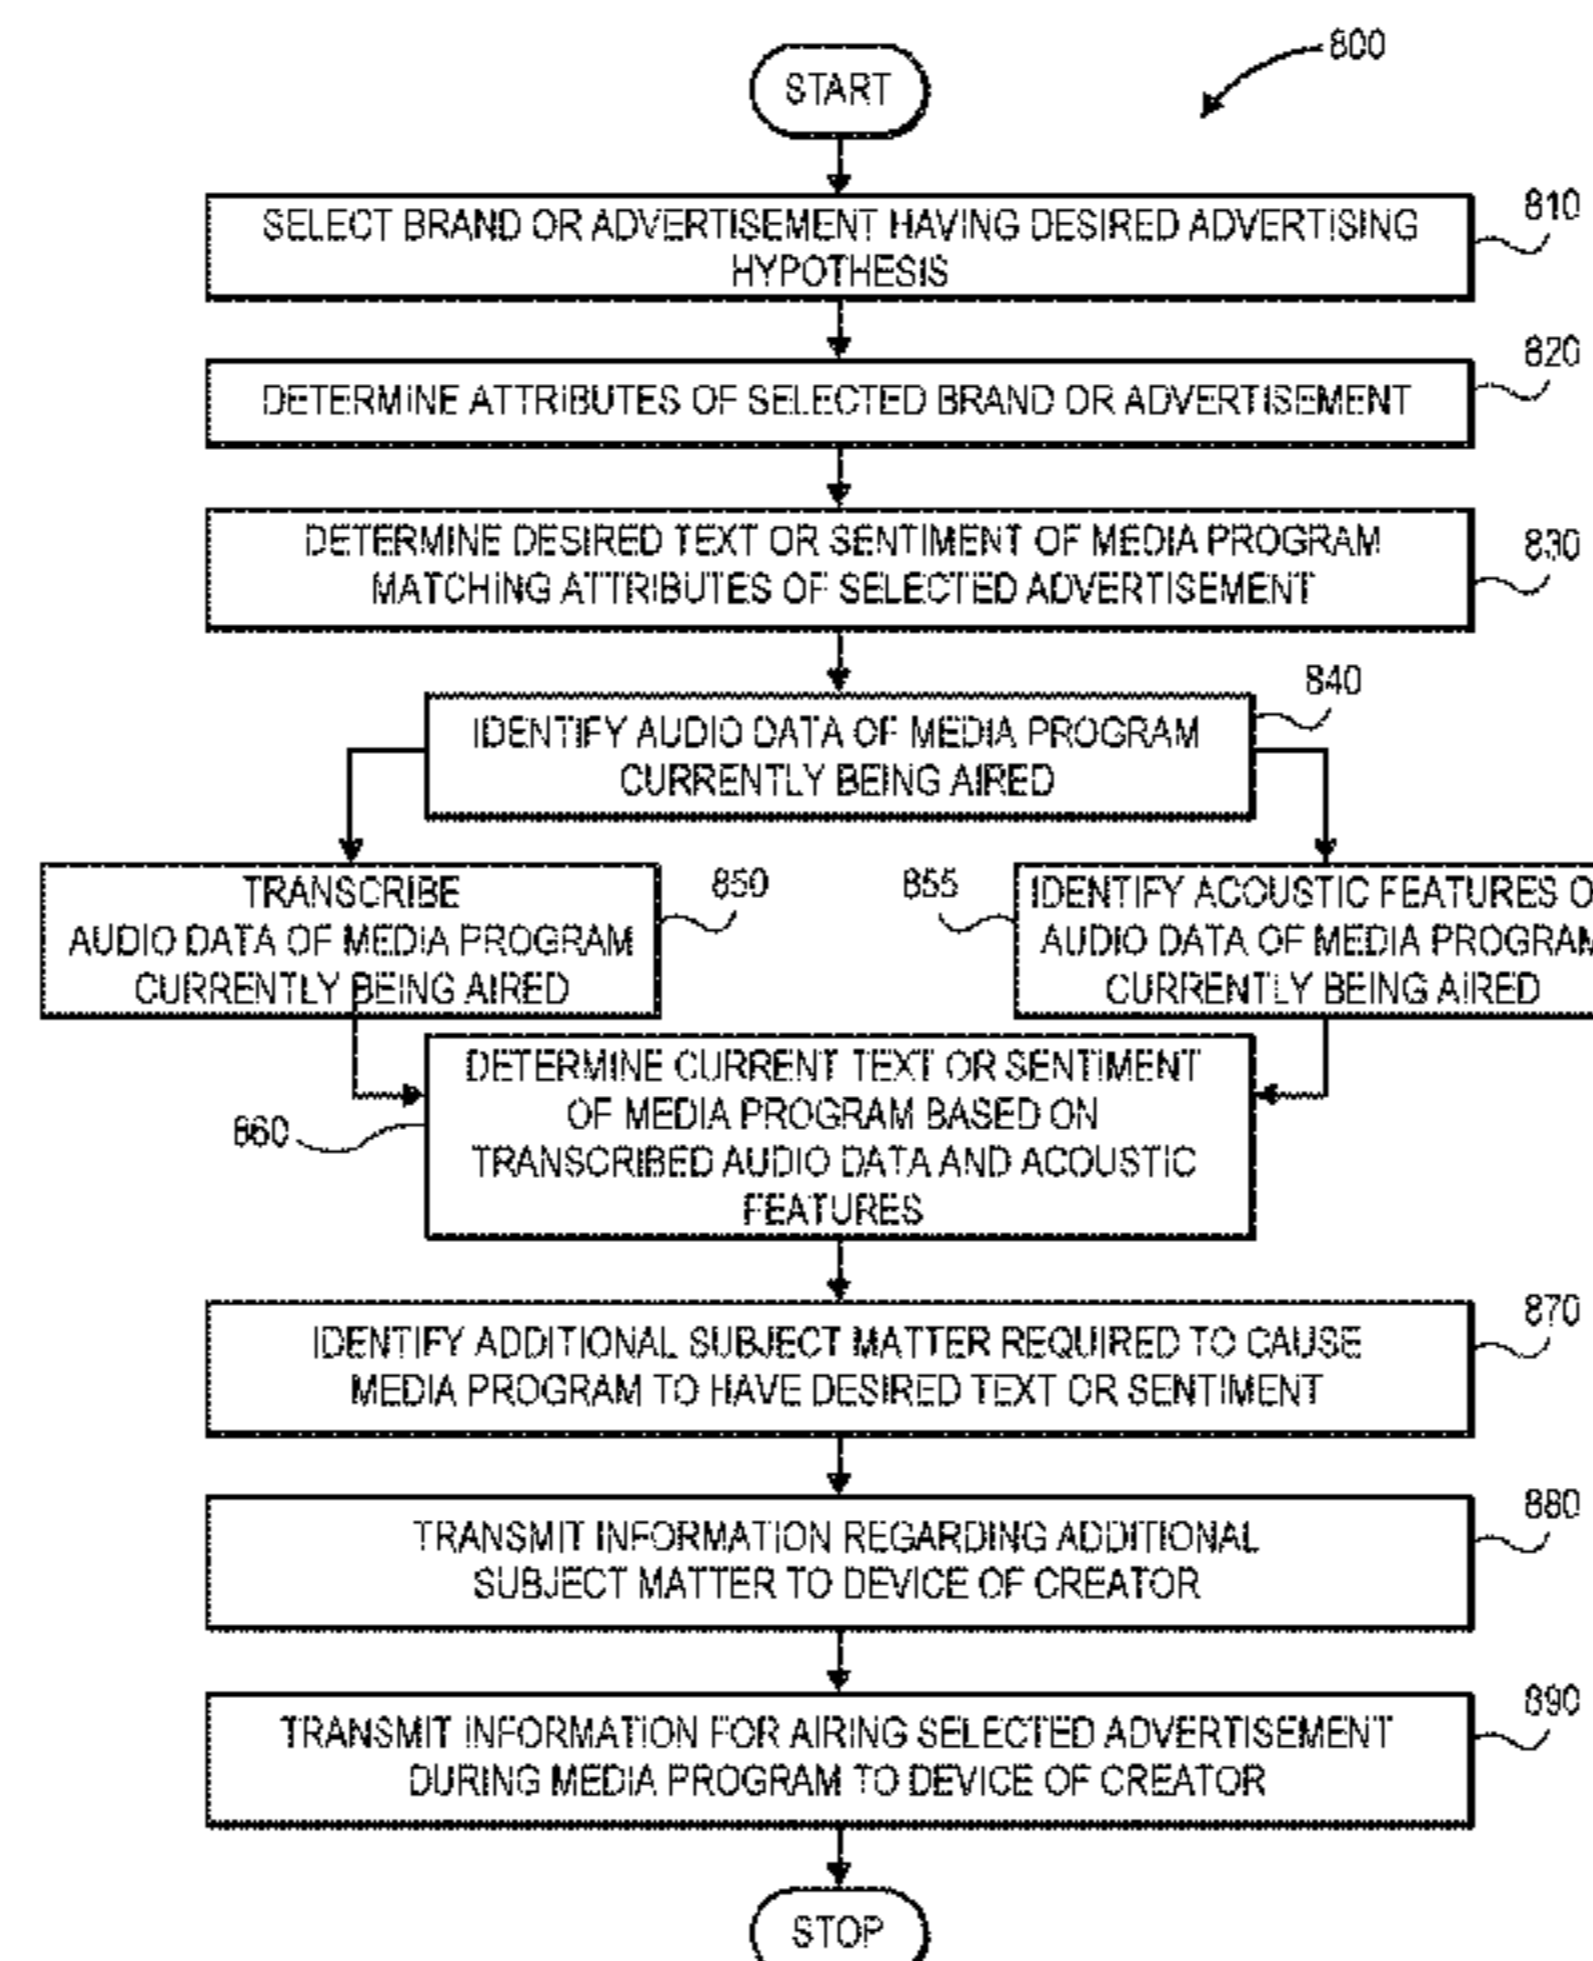 800
START
SELECT BRAND OR ADVERTISEMENT HAVING DESIRED ADVERTISING
HYPOTHESIS
810
DETERMINE ATTRIBUTES OF SELECTED BRAND OR ADVERTISEMENT
820
DETERMINE DESIRED TEXT OR SENTIMENT OF MEDIA PROGRAM
MATCHING ATTRIBUTES OF SELECTED ADVERTISEMENT
830
840
IDENTIFY AUDIO DATA OF MEDIA PROGRAM
CURRENTLY BEING AIRED
TRANSCRIBE
AUDIO DATA OF MEDIA PROGRAM
CURRENTLY BEING AIRED
850
855
IDENTIFY ACOUSTIC FEATURES O
AUDIO DATA OF MEDIA PROGRAM
CURRENTLY BEING AIRED
DETERMINE CURRENT TEXT OR SENTIMENT
OF MEDIA PROGRAM BASED ON
TRANSCRIBED AUDIO DATA AND ACOUSTIC
FEATURES
860
IDENTIFY ADDITIONAL SUBJECT MATTER REQUIRED TO CAUSE
MEDIA PROGRAM TO HAVE DESIRED TEXT OR SENTIMENT
870
TRANSMIT INFORMATION REGARDING ADDITIONAL
SUBJECT MATTER TO DEVICE OF CREATOR
880
TRANSMIT INFORMATION FOR AIRING SELECTED ADVERTISEMENT
DURING MEDIA PROGRAM TO DEVICE OF CREATOR
890
STOP